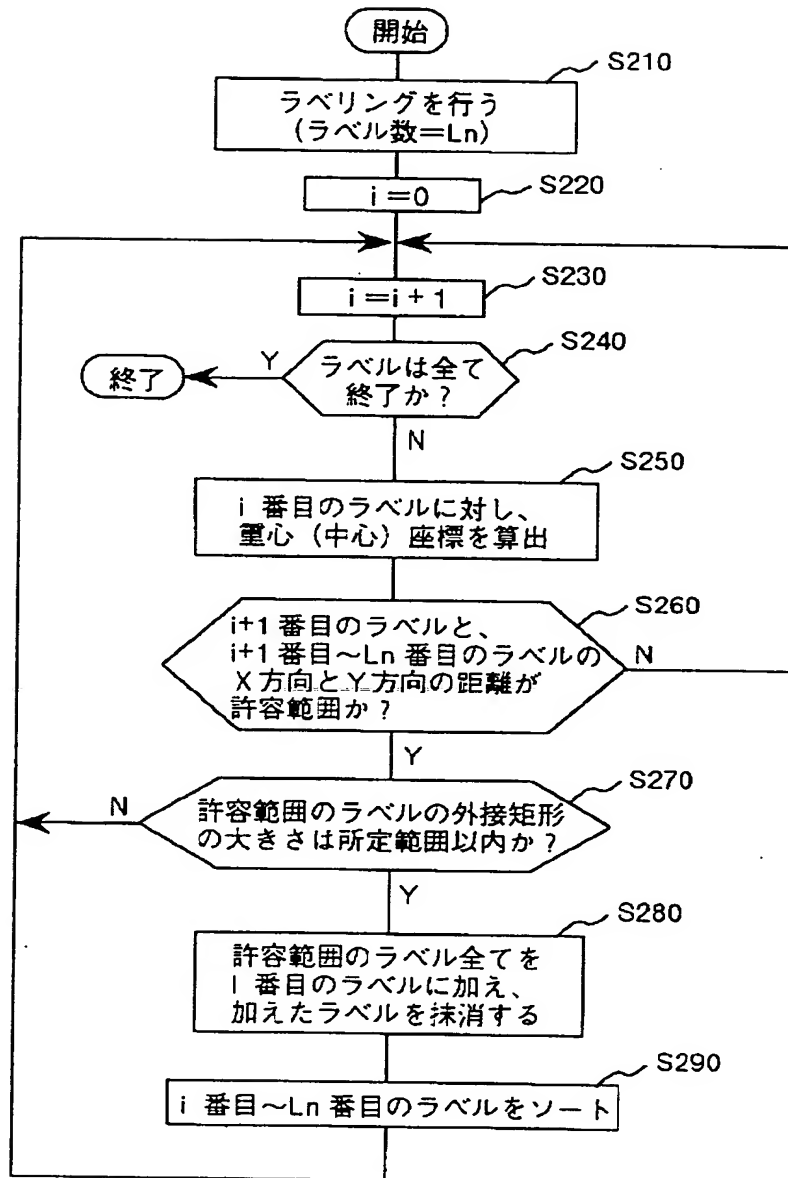 開始
S210
ラベリングを行う
(ラベル数=Ln)
S220
i=0
S230
i=i+1
S240
ラベルは全て
終了か?
Y
終了
N
S250
i 番目のラベルに対し、
重心(中心)座標を算出
S260
i+1 番目のラベルと、
i+1 番目~Ln 番目のラベルの
X 方向と Y 方向の距離が
許容範囲か?
N
Y
S270
許容範囲のラベルの外接矩形
の大きさは所定範囲以内か?
N
Y
S280
許容範囲のラベル全てを
I 番目のラベルに加え、
加えたラベルを抹消する
S290
i 番目~Ln 番目のラベルをソート